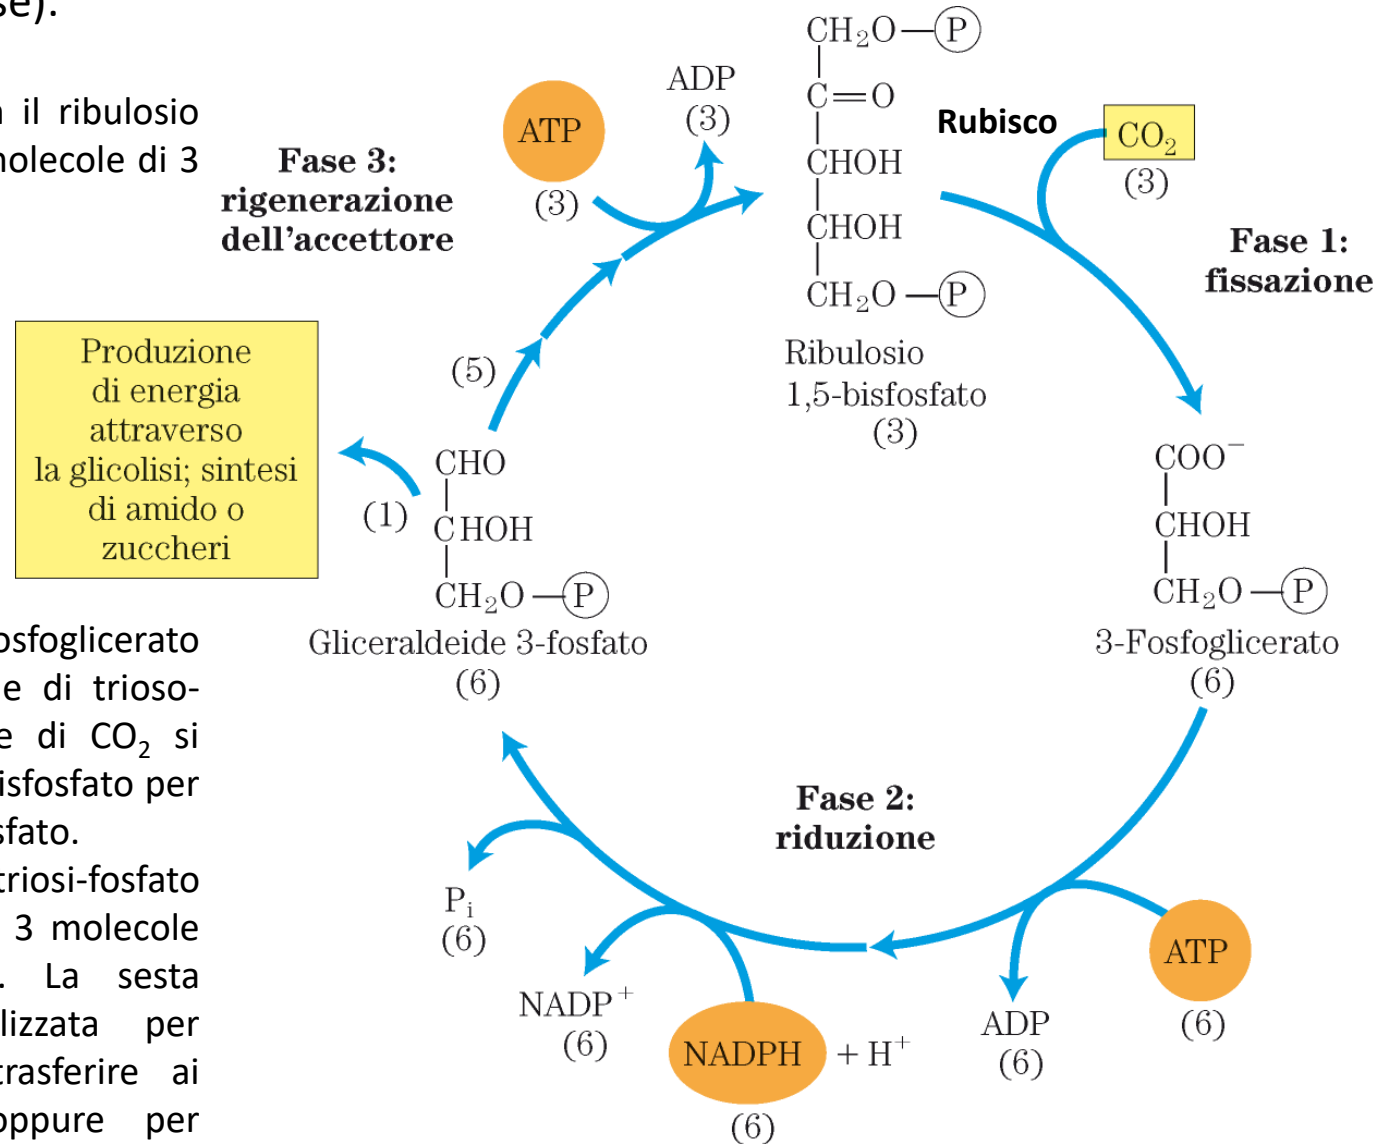 se).
il ribulosio
molecole di 3
osfoglicerato
e di trioso-
e di CO₂ si
isfosfato per
sfato.
triosi-fosfato
3 molecole
. La sesta
lizzata per
trasferire ai
oppure per
CH₂O—P
C=O
CHOH
CHOH
CH₂O—P
Ribulosio
1,5-bisfosfato
(3)
Rubisco
CO₂
(3)
Fase 1:
fissazione
COO⁻
CHOH
CH₂O—P
3-Fosfoglicerato
(6)
ATP
(6)
ADP
(6)
Fase 2:
riduzione
NADPH + H⁺
(6)
NADP⁺
(6)
Pᵢ
(6)
CHO
CHOH
CH₂O—P
Gliceraldeide 3-fosfato
(6)
(1)
Produzione
di energia
attraverso
la glicolisi; sintesi
di amido o
zuccheri
(5)
Fase 3:
rigenerazione
dell'accettore
ATP
(3)
ADP
(3)